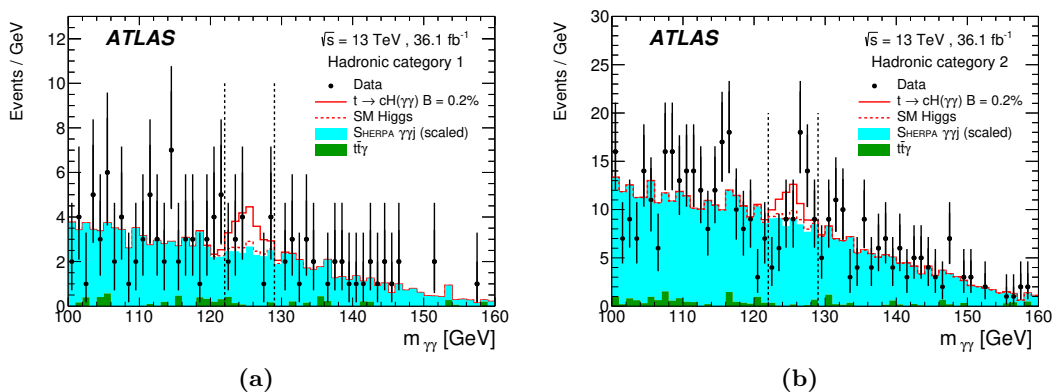 ATLAS
√s = 13 TeV , 36.1 fb⁻¹
Hadronic category 1
Data
t → cH(γγ) B = 0.2%
SM Higgs
SHERPA γγj (scaled)
tt̄γ
Events / GeV
12
10
8
6
4
2
0
100 110 120 130 140 150 160
m γγ [GeV]
(a)
ATLAS
√s = 13 TeV , 36.1 fb⁻¹
Hadronic category 2
Data
t → cH(γγ) B = 0.2%
SM Higgs
SHERPA γγj (scaled)
tt̄γ
Events / GeV
30
25
20
15
10
5
0
100 110 120 130 140 150 160
m γγ [GeV]
(b)